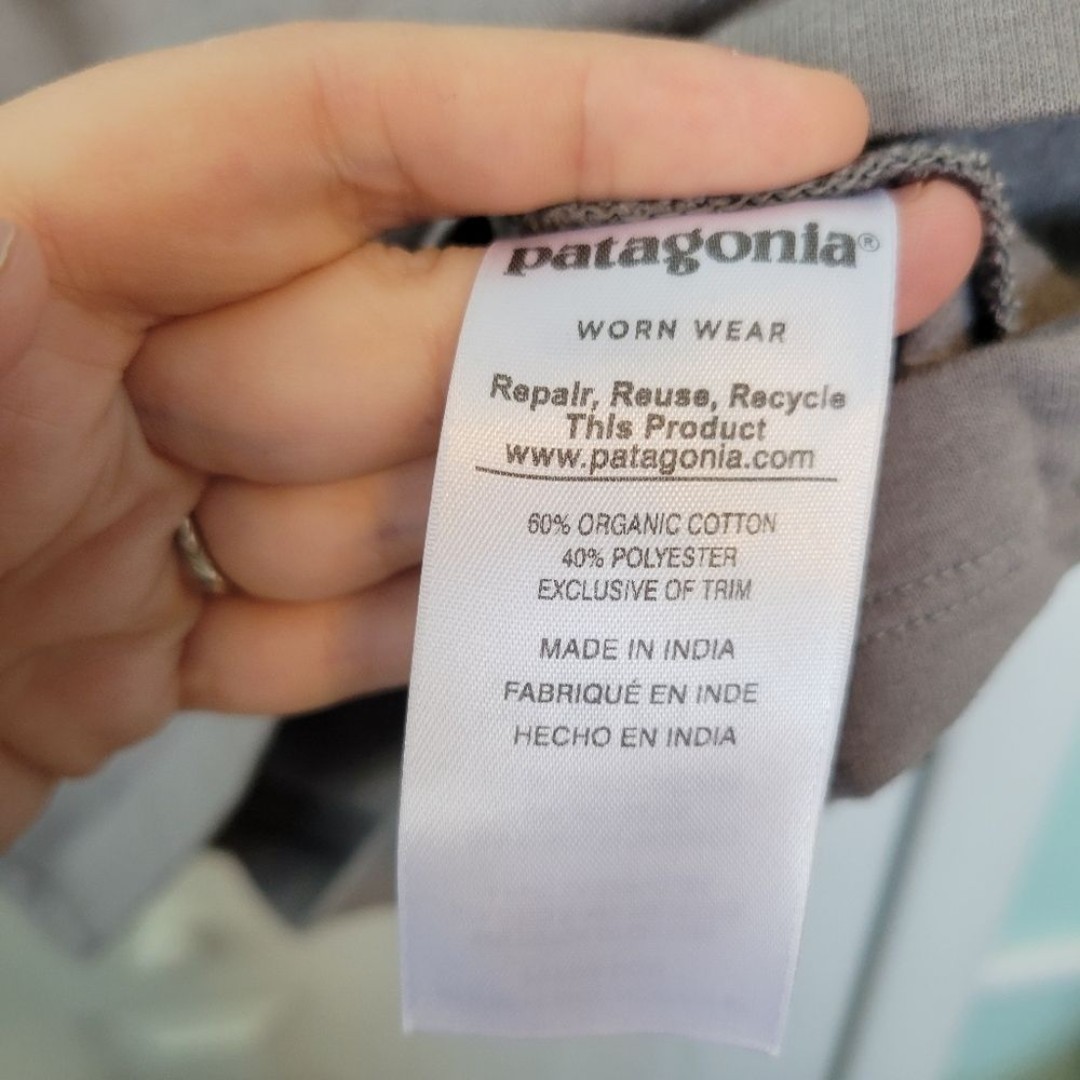 patagonia®
WORN WEAR
Repair, Reuse, Recycle
This Product
www.patagonia.com
60% ORGANIC COTTON
40% POLYESTER
EXCLUSIVE OF TRIM
MADE IN INDIA
FABRIQUÉ EN INDE
HECHO EN INDIA